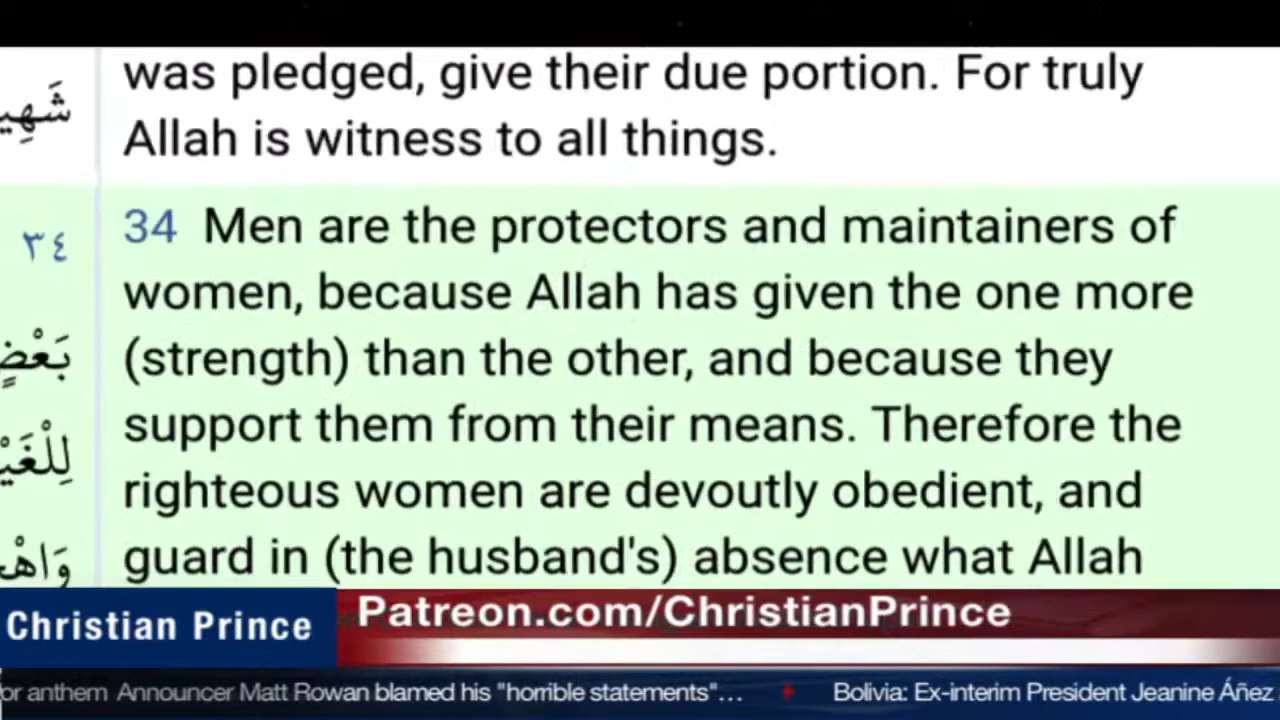 was pledged, give their due portion. For truly
Allah is witness to all things.
34 Men are the protectors and maintainers of
women, because Allah has given the one more
(strength) than the other, and because they
support them from their means. Therefore the
righteous women are devoutly obedient, and
guard in (the husband's) absence what Allah
٣٤
بَعْضٍ
Christian Prince
Patreon.com/ChristianPrince
or anthem Announcer Matt Rowan blamed his "horrible statements"... Bolivia: Ex-interim President Jeanine Áñez